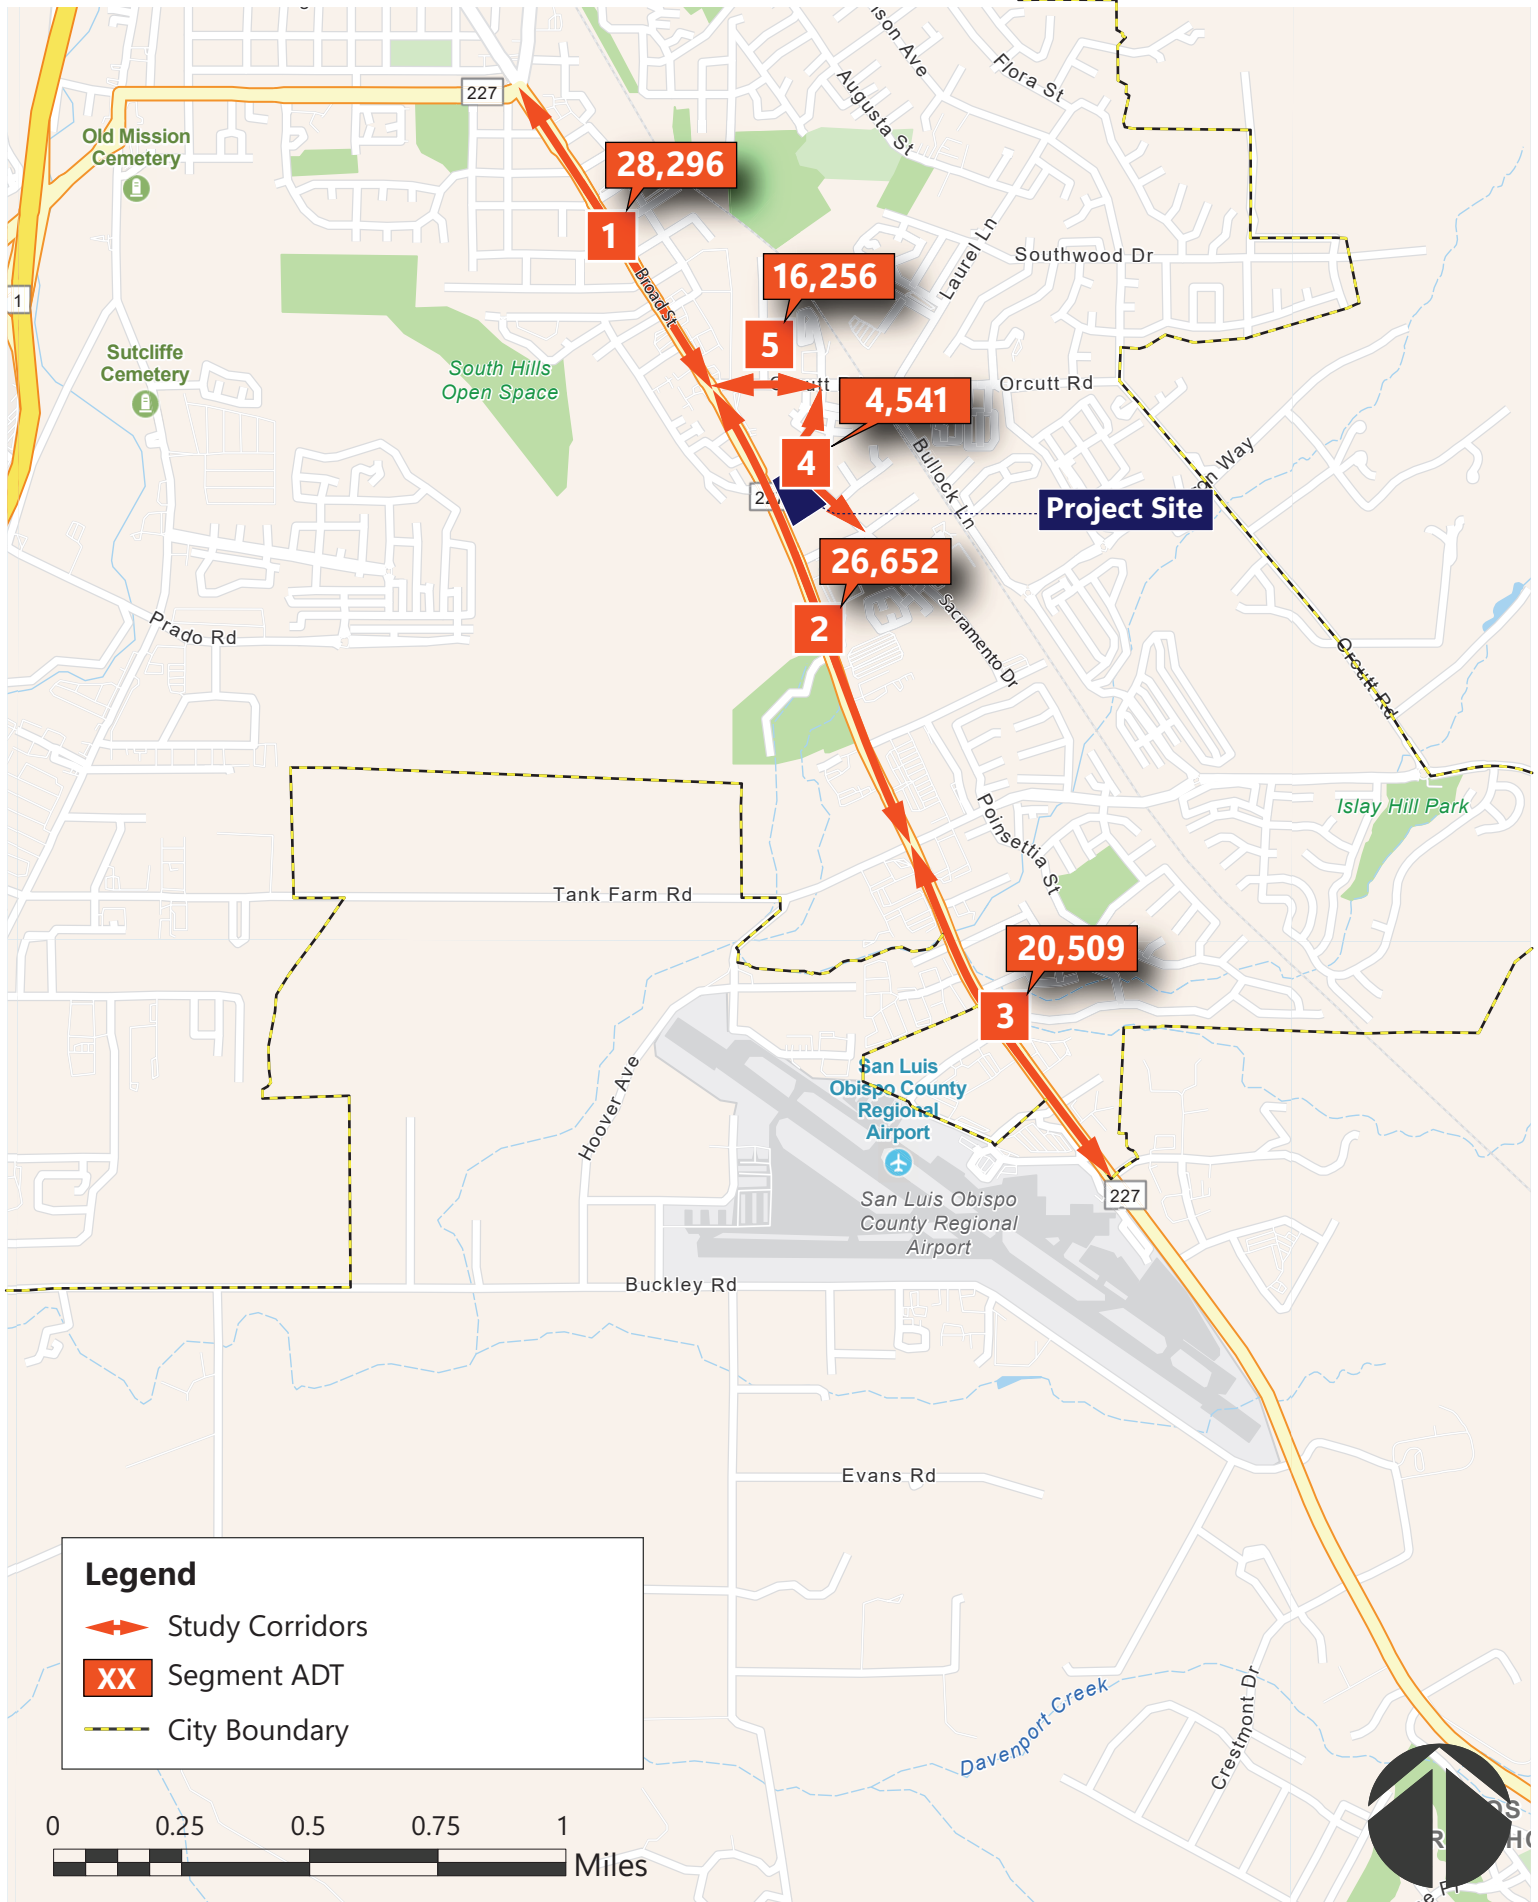 227
Old Mission
Cemetery
Augusta St
Flora St
28,296
1
Broad St
Laurel Ln
Southwood Dr
16,256
5
1
Sutcliffe
Cemetery
South Hills
Open Space
Orcutt Rd
4,541
4
Bullock Ln
Project Site
26,652
2
Sacramento Dr
Prado Rd
Orcutt Rd
Poinsettia St
Islay Hill Park
Tank Farm Rd
20,509
3
Hoover Ave
San Luis
Obispo County
Regional
Airport
San Luis Obispo
County Regional
Airport
227
Buckley Rd
Evans Rd
Legend
Study Corridors
XX Segment ADT
City Boundary
Davenport Creek
Crestmont Dr
0 0.25 0.5 0.75 1
Miles